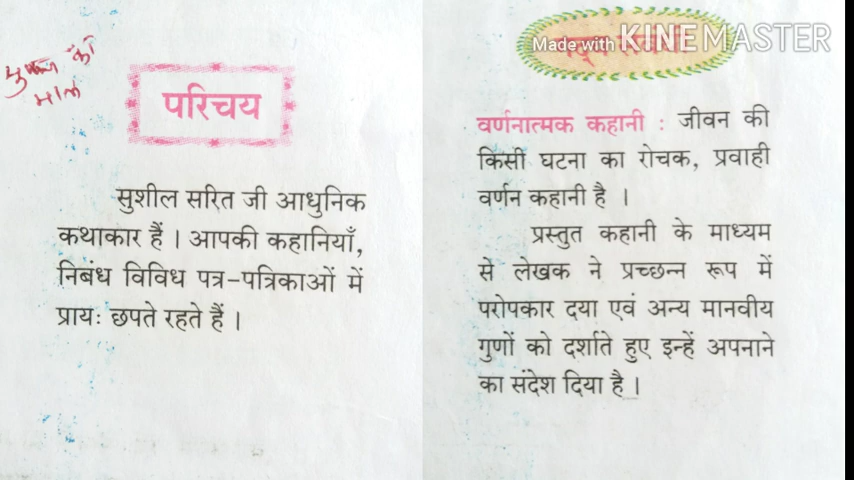 परिचय
सुशील सरित जी आधुनिक
कथाकार हैं । आपकी कहानियाँ,
निबंध विविध पत्र-पत्रिकाओं में
प्रायः छपते रहते हैं ।
Made with KINEMASTER
वर्णनात्मक कहानी : जीवन की
किसी घटना का रोचक, प्रवाही
वर्णन कहानी है ।
प्रस्तुत कहानी के माध्यम
से लेखक ने प्रच्छन्न रूप में
परोपकार दया एवं अन्य मानवीय
गुणों को दर्शाते हुए इन्हें अपनाने
का संदेश दिया है ।